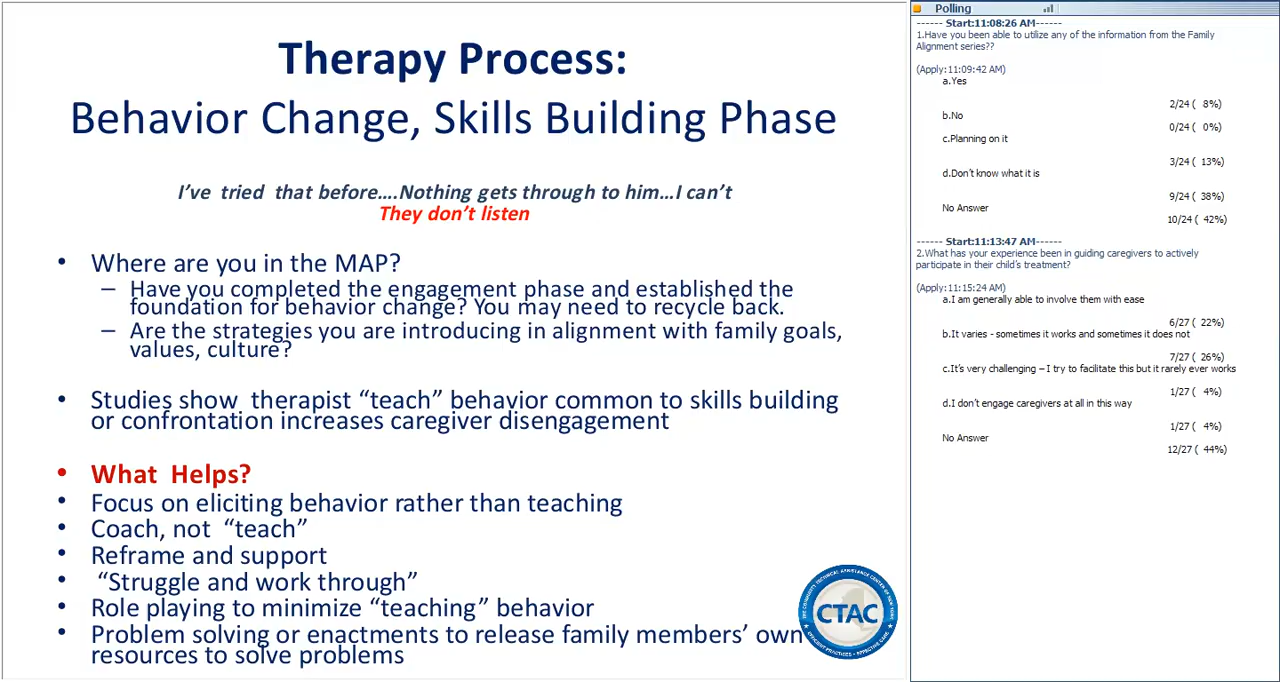 Therapy Process:
Behavior Change, Skills Building Phase
I've tried that before….Nothing gets through to him…I can't
They don't listen
• Where are you in the MAP?
– Have you completed the engagement phase and established the
foundation for behavior change? You may need to recycle back.
– Are the strategies you are introducing in alignment with family goals,
values, culture?
• Studies show therapist “teach” behavior common to skills building
or confrontation increases caregiver disengagement
• What Helps?
• Focus on eliciting behavior rather than teaching
• Coach, not “teach”
• Reframe and support
• “Struggle and work through”
• Role playing to minimize “teaching” behavior
• Problem solving or enactments to release family members’ own
resources to solve problems
THE COMMUNITY TECHNICAL ASSISTANCE CENTER OF NEW YORK
CTAC
EFFICIENT PRACTICES • EFFECTIVE CARE
Polling
------ Start:11:08:26 AM------
1.Have you been able to utilize any of the information from the Family
Alignment series??
(Apply:11:09:42 AM)
a.Yes
2/24 ( 8%)
b.No
0/24 ( 0%)
c.Planning on it
3/24 ( 13%)
d.Don’t know what it is
9/24 ( 38%)
No Answer
10/24 ( 42%)
------ Start:11:13:47 AM------
2.What has your experience been in guiding caregivers to actively
participate in their child’s treatment?
(Apply:11:15:24 AM)
a.I am generally able to involve them with ease
6/27 ( 22%)
b.It varies - sometimes it works and sometimes it does not
7/27 ( 26%)
c.It’s very challenging – I try to facilitate this but it rarely ever works
1/27 ( 4%)
d.I don’t engage caregivers at all in this way
1/27 ( 4%)
No Answer
12/27 ( 44%)